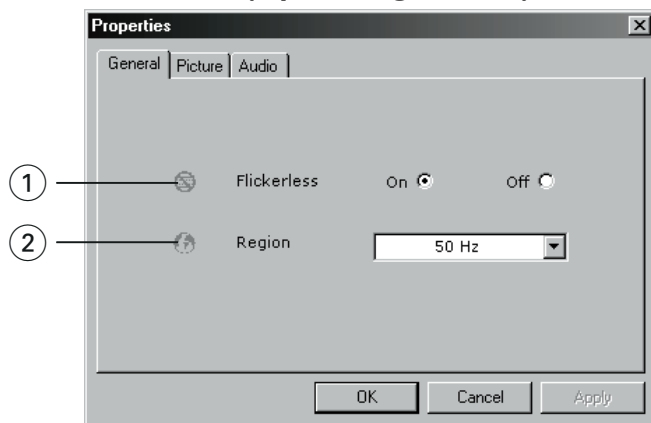 Properties
General Picture Audio
1 Flickerless On Off
2 Region 50 Hz
OK Cancel Apply